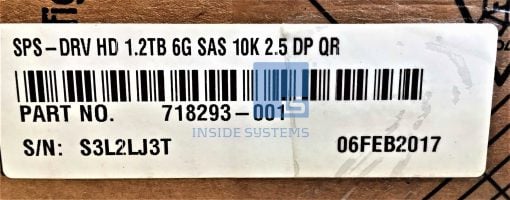 SPS-DRV HD 1.2TB 6G SAS 10K 2.5 DP QR
PART NO. 718293-001
INSIDE SYSTEMS
S/N: S3L2LJ3T 06FEB2017